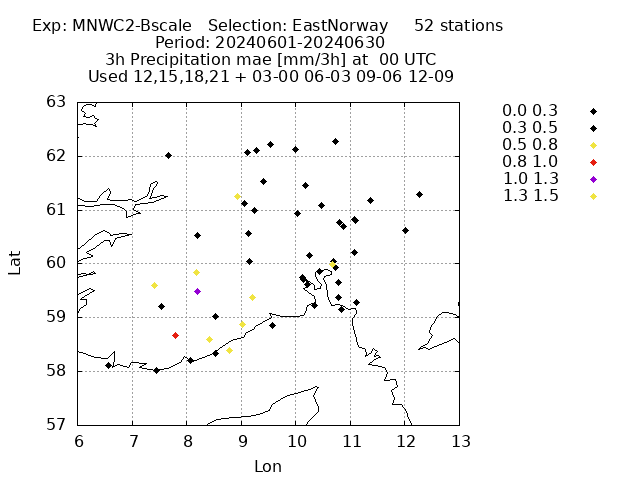 Exp: MNWC2-Bscale   Selection: EastNorway     52 stations
Period: 20240601-20240630
3h Precipitation mae [mm/3h] at  00 UTC
Used 12,15,18,21 + 03-00 06-03 09-06 12-09
63
62
61
60
59
58
57
Lat
6 7 8 9 10 11 12 13
Lon
0.0 0.3
0.3 0.5
0.5 0.8
0.8 1.0
1.0 1.3
1.3 1.5